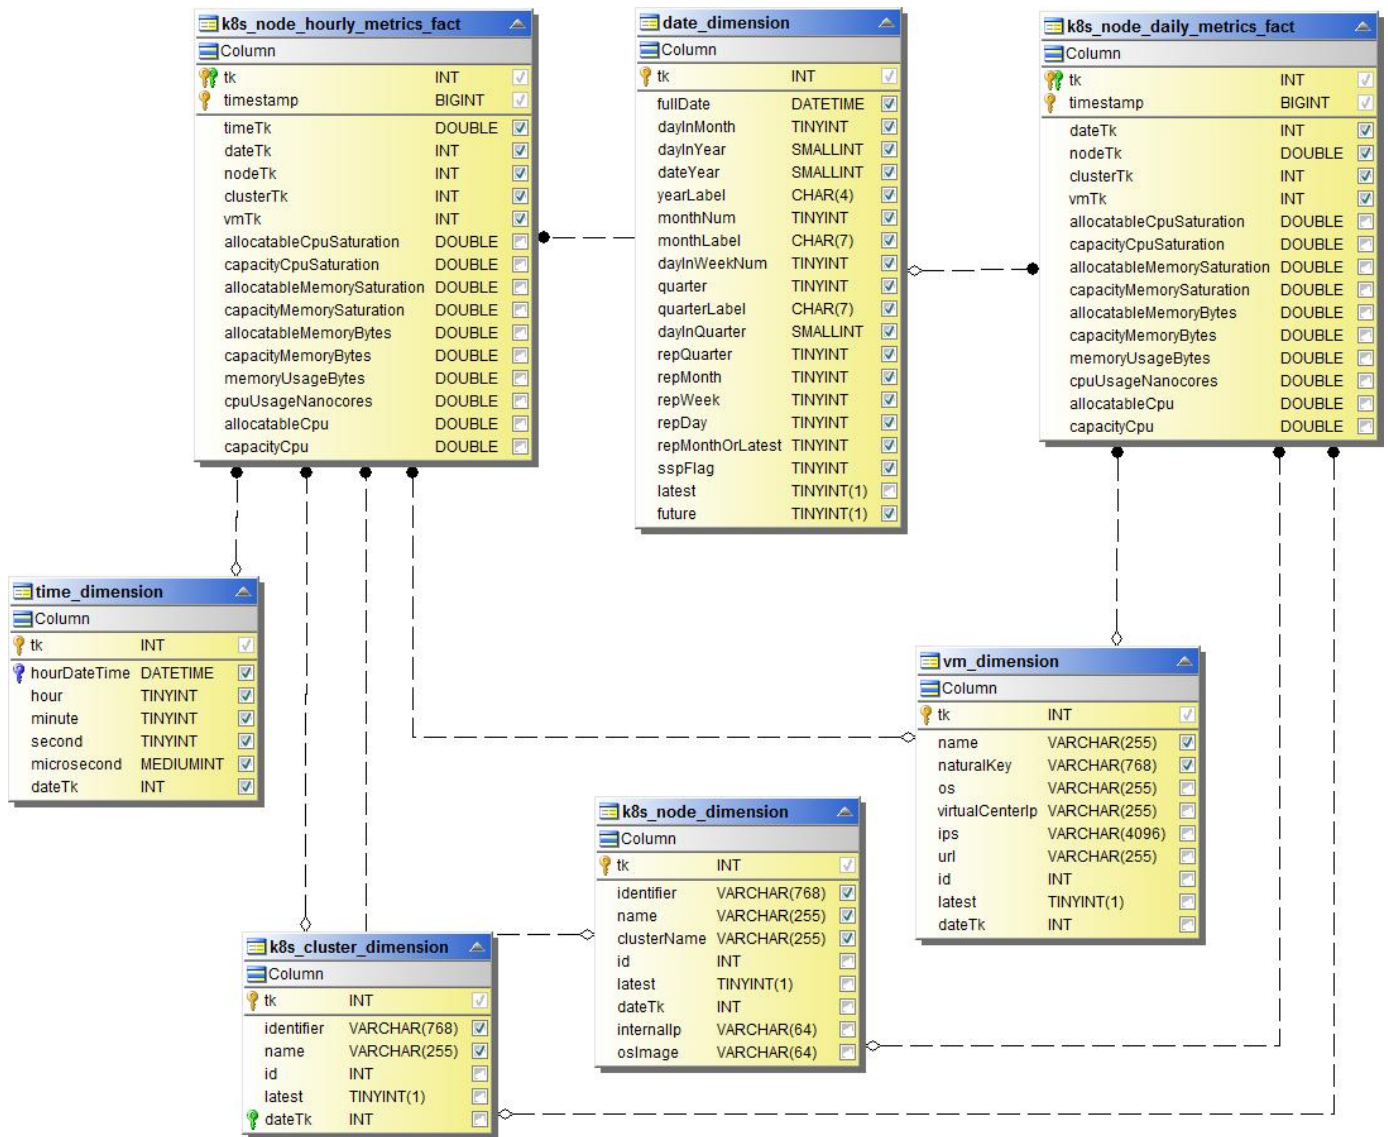 k8s_node_hourly_metrics_fact
Column
tk INT
timestamp BIGINT
timeTk DOUBLE
dateTk INT
nodeTk INT
clusterTk INT
vmTk INT
allocatableCpuSaturation DOUBLE
capacityCpuSaturation DOUBLE
allocatableMemorySaturation DOUBLE
capacityMemorySaturation DOUBLE
allocatableMemoryBytes DOUBLE
capacityMemoryBytes DOUBLE
memoryUsageBytes DOUBLE
cpuUsageNanocores DOUBLE
allocatableCpu DOUBLE
capacityCpu DOUBLE
date_dimension
Column
tk INT
fullDate DATETIME
dayInMonth TINYINT
dayInYear SMALLINT
dateYear SMALLINT
yearLabel CHAR(4)
monthNum TINYINT
monthLabel CHAR(7)
dayInWeekNum TINYINT
quarter TINYINT
quarterLabel CHAR(7)
dayInQuarter SMALLINT
repQuarter TINYINT
repMonth TINYINT
repWeek TINYINT
repDay TINYINT
repMonthOrLatest TINYINT
sspFlag TINYINT
latest TINYINT(1)
future TINYINT(1)
k8s_node_daily_metrics_fact
Column
tk INT
timestamp BIGINT
dateTk INT
nodeTk DOUBLE
clusterTk INT
vmTk INT
allocatableCpuSaturation DOUBLE
capacityCpuSaturation DOUBLE
allocatableMemorySaturation DOUBLE
capacityMemorySaturation DOUBLE
allocatableMemoryBytes DOUBLE
capacityMemoryBytes DOUBLE
memoryUsageBytes DOUBLE
cpuUsageNanocores DOUBLE
allocatableCpu DOUBLE
capacityCpu DOUBLE
time_dimension
Column
tk INT
hourDateTime DATETIME
hour TINYINT
minute TINYINT
second TINYINT
microsecond MEDIUMINT
dateTk INT
vm_dimension
Column
tk INT
name VARCHAR(255)
naturalKey VARCHAR(768)
os VARCHAR(255)
virtualCenterIp VARCHAR(255)
ips VARCHAR(4096)
url VARCHAR(255)
id INT
latest TINYINT(1)
dateTk INT
k8s_node_dimension
Column
tk INT
identifier VARCHAR(768)
name VARCHAR(255)
clusterName VARCHAR(255)
id INT
latest TINYINT(1)
dateTk INT
internalIp VARCHAR(64)
osImage VARCHAR(64)
k8s_cluster_dimension
Column
tk INT
identifier VARCHAR(768)
name VARCHAR(255)
id INT
latest TINYINT(1)
dateTk INT